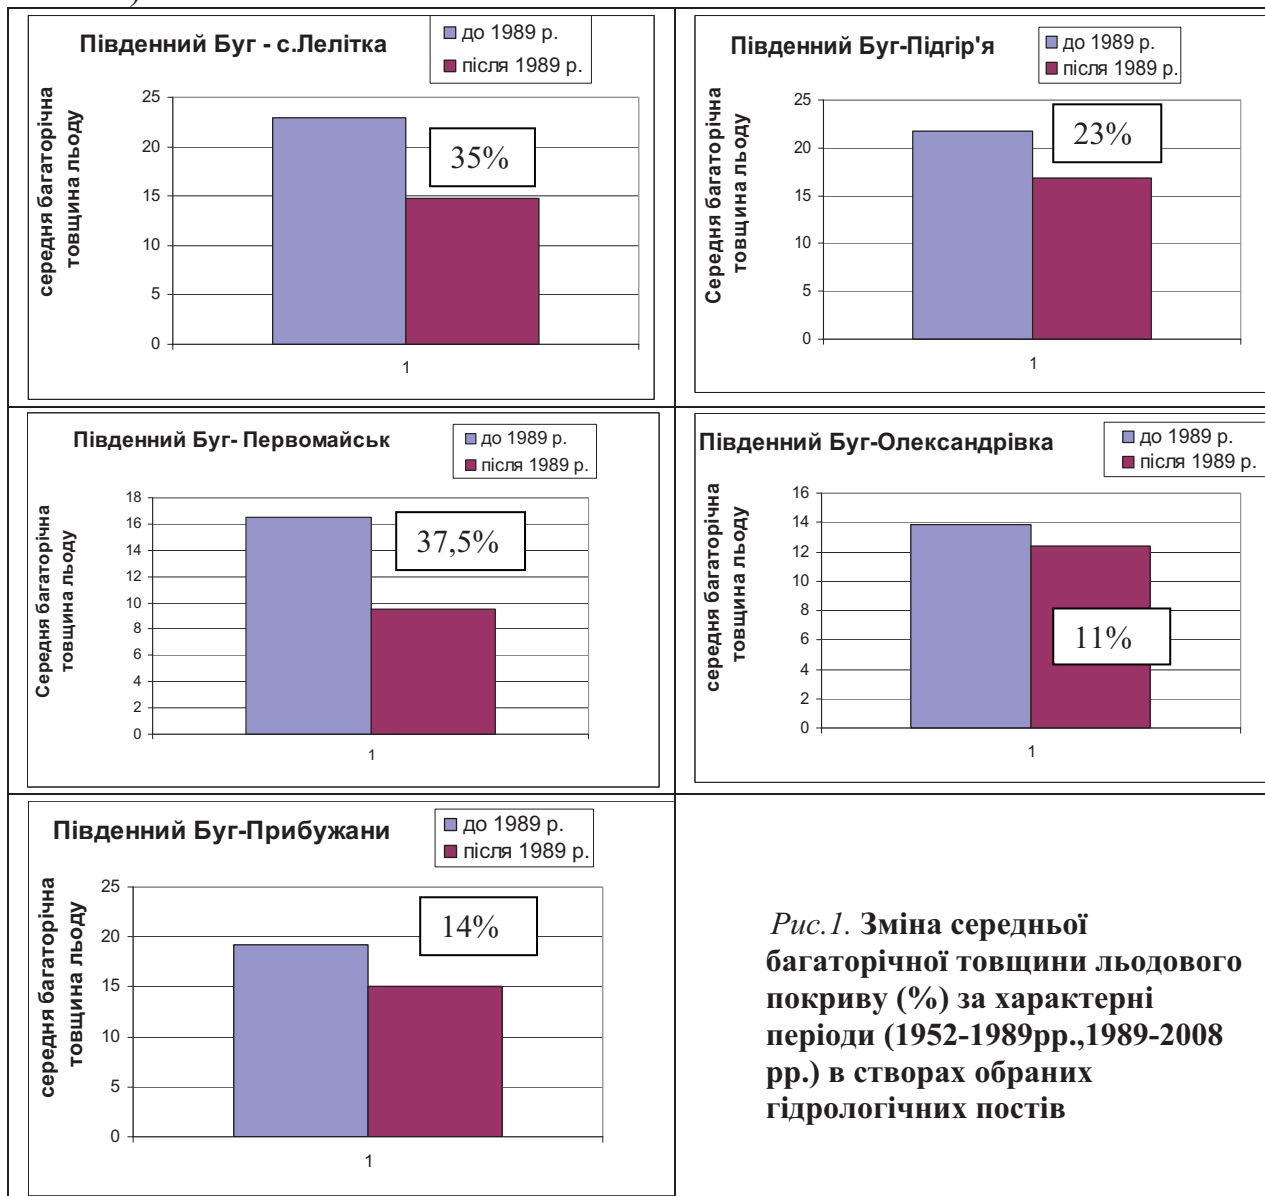 )
Південний Буг - с.Лелітка
до 1989 р.
після 1989 р.
середня багаторічна
товщина льоду
25
20
15
10
5
0
35%
1
Південний Буг-Підгір'я
до 1989 р.
після 1989 р.
Середня багаторічна
товщина льоду
25
20
15
10
5
0
23%
1
Південний Буг- Первомайськ
до 1989 р.
після 1989 р.
Середня багаторічна
товщина льоду
18
16
14
12
10
8
6
4
2
0
37,5%
1
Південний Буг-Олександрівка
до 1989 р.
після 1989 р.
середня багаторічна
товщина льоду
16
14
12
10
8
6
4
2
0
11%
1
Південний Буг-Прибужани
до 1989 р.
після 1989 р.
середня багаторічна
товщина льоду
25
20
15
10
5
0
14%
1
Рис.1. Зміна середньої
багаторічної товщини льодового
покриву (%) за характерні
періоди (1952-1989рр.,1989-2008
рр.) в створах обраних
гідрологічних постів